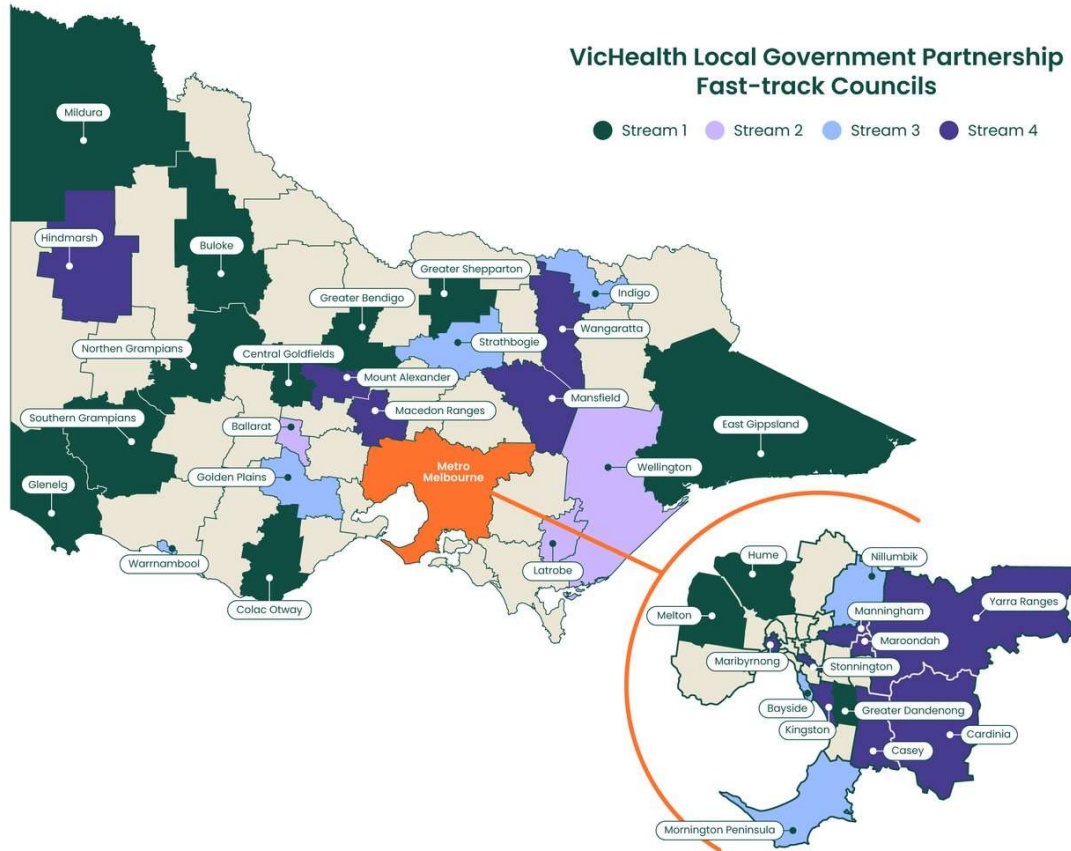 VicHealth Local Government Partnership
Fast-track Councils
Stream 1
Stream 2
Stream 3
Stream 4
Mildura
Hindmarsh
Buloke
Greater Shepparton
Indigo
Greater Bendigo
Wangaratta
Strathbogie
Northen Grampians
Central Goldfields
Mount Alexander
Mansfield
Macedon Ranges
Southern Grampians
Ballarat
East Gippsland
Metro
Melbourne
Wellington
Golden Plains
Glenelg
Warrnambool
Latrobe
Colac Otway
Hume
Nillumbik
Melton
Manningham
Yarra Ranges
Maroondah
Maribyrnong
Stonnington
Bayside
Greater Dandenong
Kingston
Cardinia
Casey
Mornington Peninsula